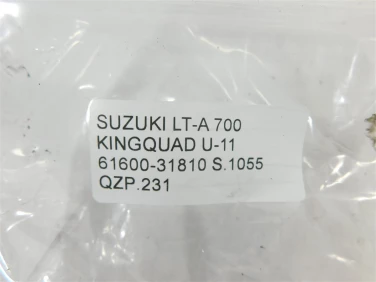 SUZUKI LT-A 700
KINGQUAD U-11
61600-31810 S.1055
QZP.231